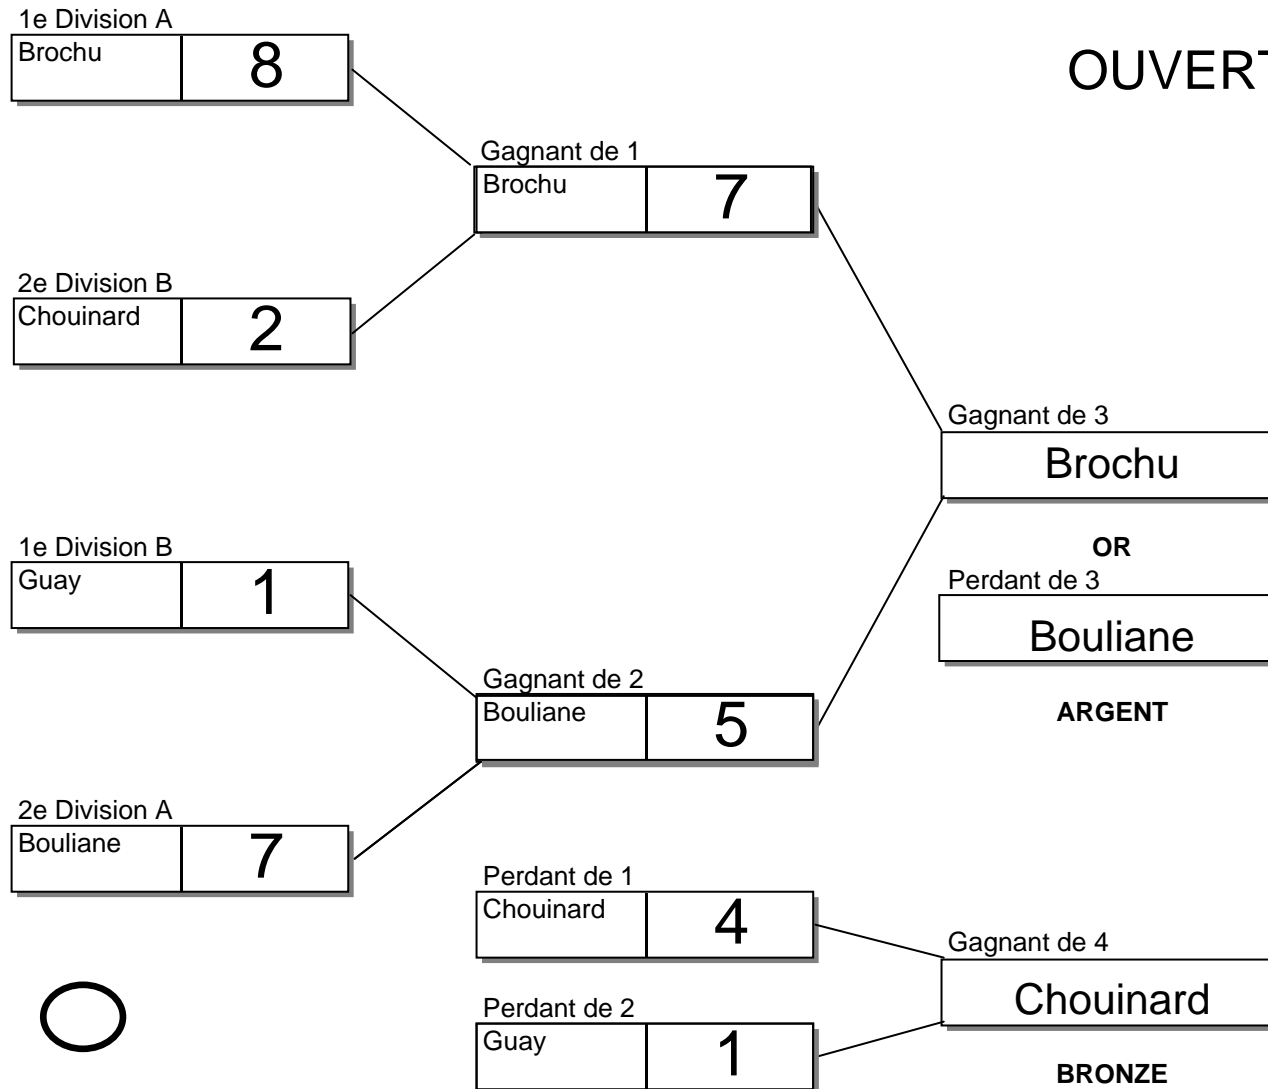 1e Division A
Brochu 8
OUVERT
Gagnant de 1
Brochu 7
2e Division B
Chouinard 2
Gagnant de 3
Brochu
OR
1e Division B
Guay 1
Perdant de 3
Bouliane
ARGENT
Gagnant de 2
Bouliane 5
2e Division A
Bouliane 7
Perdant de 1
Chouinard 4
Gagnant de 4
Chouinard
Perdant de 2
Guay 1
BRONZE